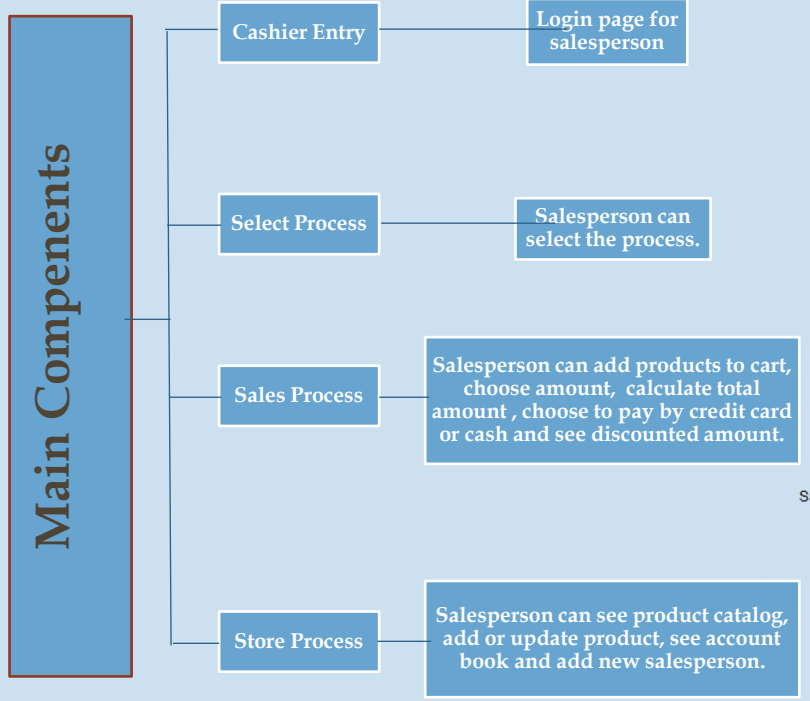 Main Compenents
Cashier Entry
Login page for
salesperson
Select Process
Salesperson can
select the process.
Sales Process
Salesperson can add products to cart,
choose amount, calculate total
amount , choose to pay by credit card
or cash and see discounted amount.
S
Store Process
Salesperson can see product catalog,
add or update product, see account
book and add new salesperson.